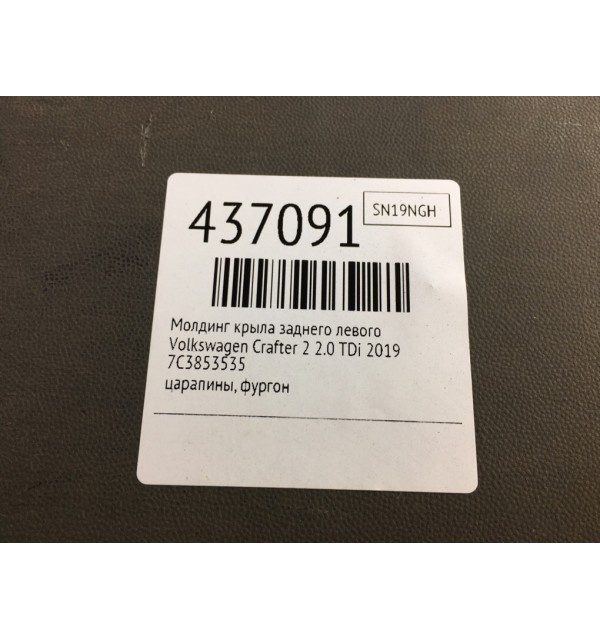 437091
SN19NGH
Молдинг крыла заднего левого
Volkswagen Crafter 2 2.0 TDi 2019
7C3853535
царапины, фургон